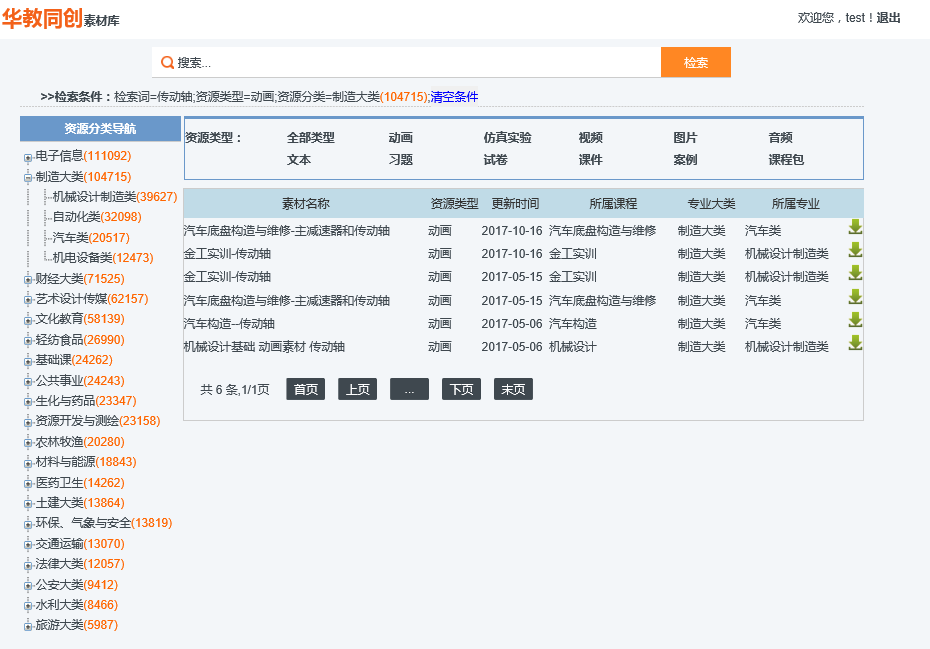 华教同创素材库
欢迎您，test！退出
搜索...
检索
>>检索条件：检索词=传动轴;资源类型=动画;资源分类=制造大类(104715);清空条件
资源分类导航
电子信息(111092)
制造大类(104715)
机械设计制造类(39627)
自动化类(32098)
汽车类(20517)
机电设备类(12473)
财经大类(71525)
艺术设计传媒(62157)
文化教育(58139)
轻纺食品(26990)
基础课(24262)
公共事业(24243)
生化与药品(23347)
资源开发与测绘(23158)
农林牧渔(20280)
材料与能源(18843)
医药卫生(14262)
土建大类(13864)
环保、气象与安全(13819)
交通运输(13070)
法律大类(12057)
公安大类(9412)
水利大类(8466)
旅游大类(5987)
资源类型： 全部类型 动画 仿真实验 视频 图片 音频
文本 习题 试卷 课件 案例 课程包
素材名称 资源类型 更新时间 所属课程 专业大类 所属专业
汽车底盘构造与维修-主减速器和传动轴 动画 2017-10-16 汽车底盘构造与维修 制造大类 汽车类
金工实训-传动轴 动画 2017-10-16 金工实训 制造大类 机械设计制造类
金工实训-传动轴 动画 2017-05-15 金工实训 制造大类 机械设计制造类
汽车底盘构造与维修-主减速器和传动轴 动画 2017-05-15 汽车底盘构造与维修 制造大类 汽车类
汽车构造--传动轴 动画 2017-05-06 汽车构造 制造大类 汽车类
机械设计基础 动画素材 传动轴 动画 2017-05-06 机械设计 制造大类 机械设计制造类
共 6 条,1/1页 首页 上页 ... 下页 末页